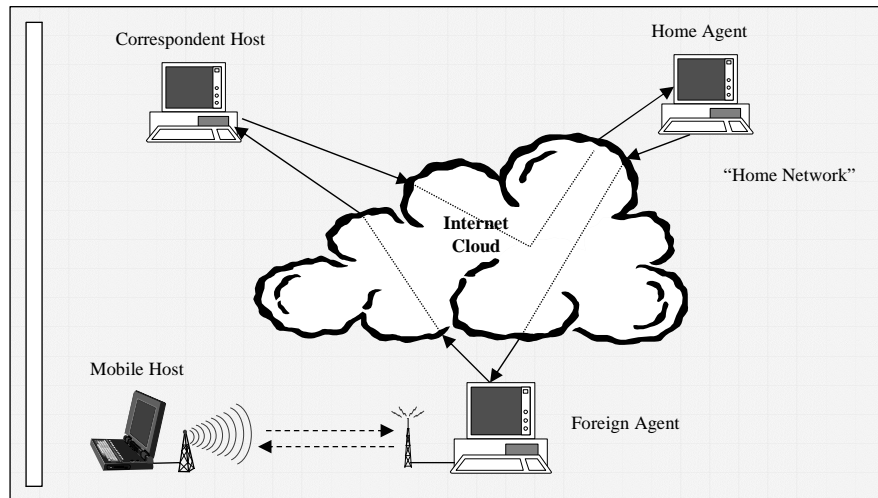 Correspondent Host
Home Agent
“Home Network”
Internet
Cloud
Mobile Host
Foreign Agent